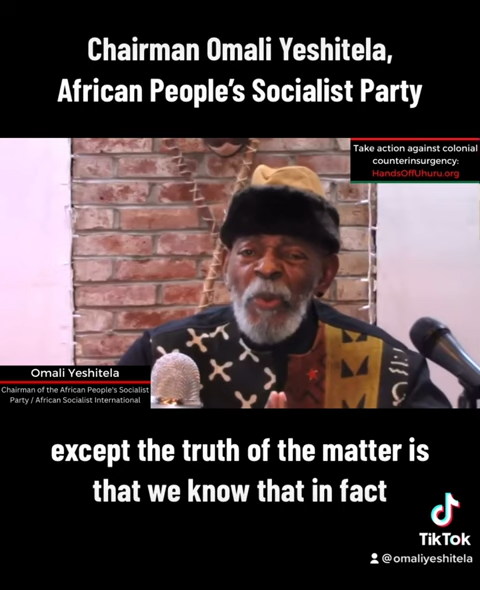 Chairman Omali Yeshitela,
African People's Socialist Party
Take action against colonial
counterinsurgency:
HandsOffUhuru.org
Omali Yeshitela
Chairman of the African People's Socialist
Party / African Socialist International
except the truth of the matter is
that we know that in fact
TikTok
@omaliyeshitela